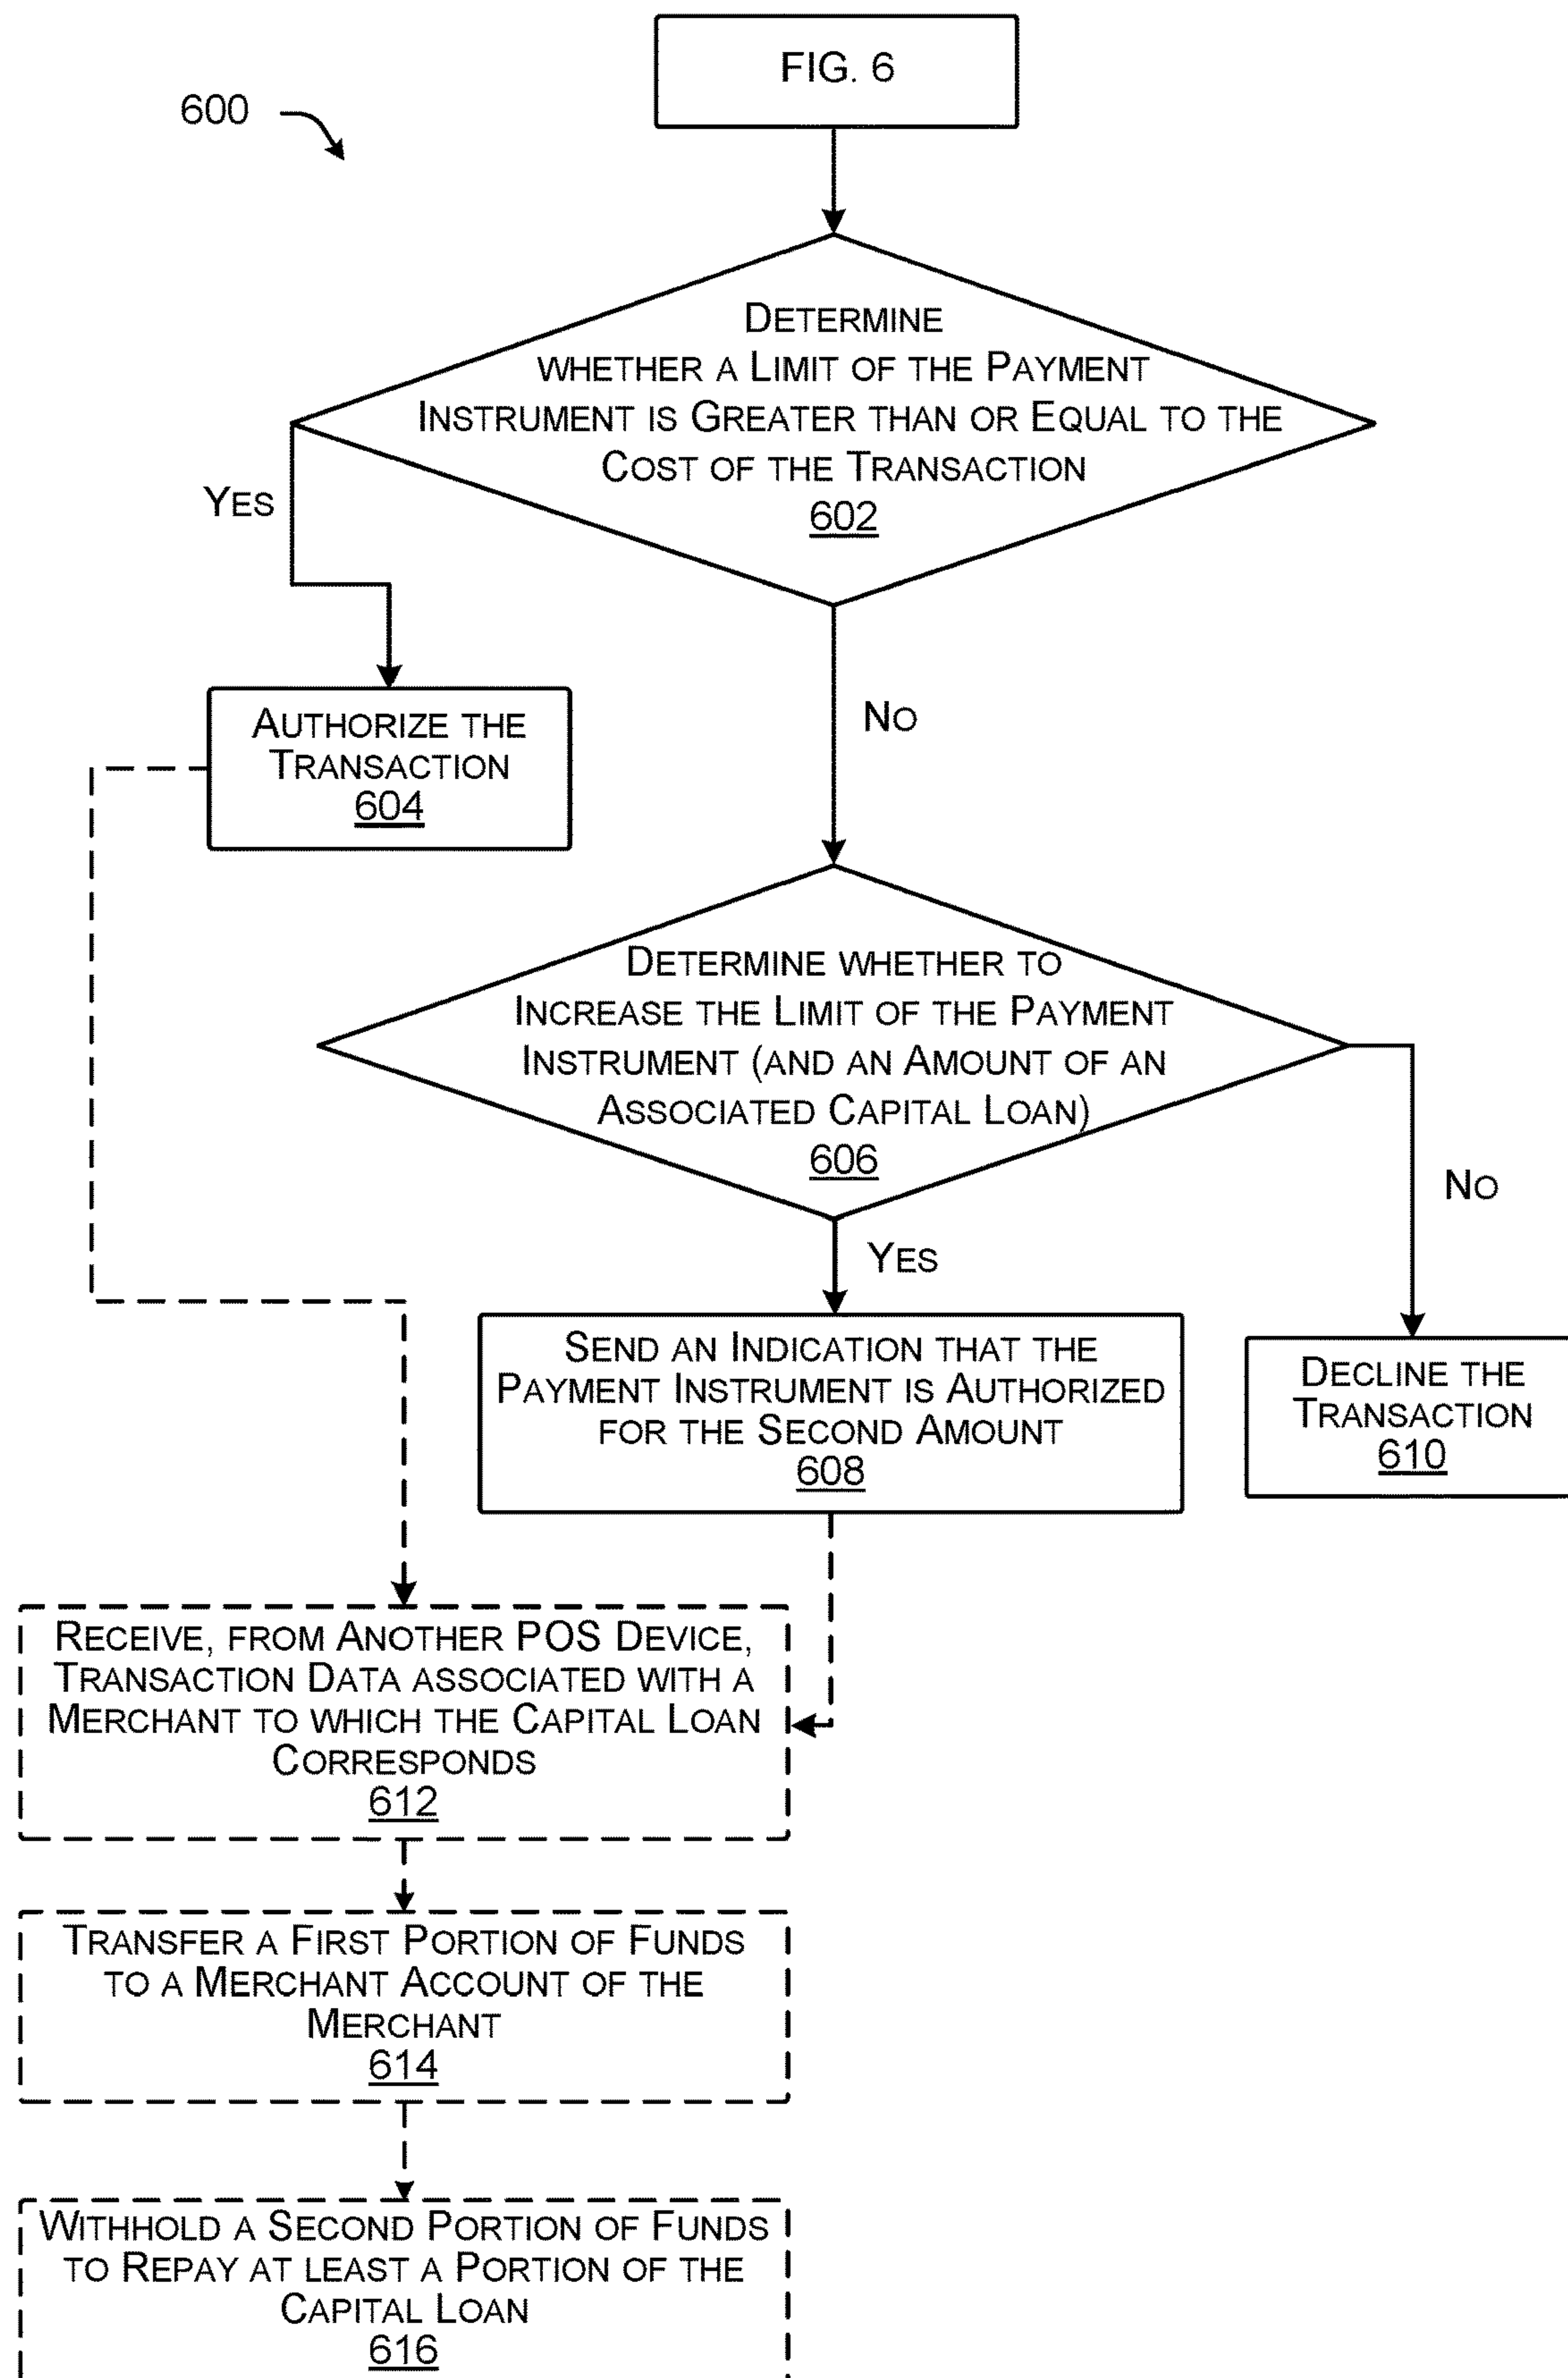 FIG. 6
600
DETERMINE
WHETHER A LIMIT OF THE PAYMENT
INSTRUMENT IS GREATER THAN OR EQUAL TO THE
COST OF THE TRANSACTION
602
YES
NO
AUTHORIZE THE
TRANSACTION
604
DETERMINE WHETHER TO
INCREASE THE LIMIT OF THE PAYMENT
INSTRUMENT (AND AN AMOUNT OF AN
ASSOCIATED CAPITAL LOAN)
606
NO
YES
SEND AN INDICATION THAT THE
PAYMENT INSTRUMENT IS AUTHORIZED
FOR THE SECOND AMOUNT
608
DECLINE THE
TRANSACTION
610
RECEIVE, FROM ANOTHER POS DEVICE,
TRANSACTION DATA ASSOCIATED WITH A
MERCHANT TO WHICH THE CAPITAL LOAN
CORRESPONDS
612
TRANSFER A FIRST PORTION OF FUNDS
TO A MERCHANT ACCOUNT OF THE
MERCHANT
614
WITHHOLD A SECOND PORTION OF FUNDS
TO REPAY AT LEAST A PORTION OF THE
CAPITAL LOAN
616